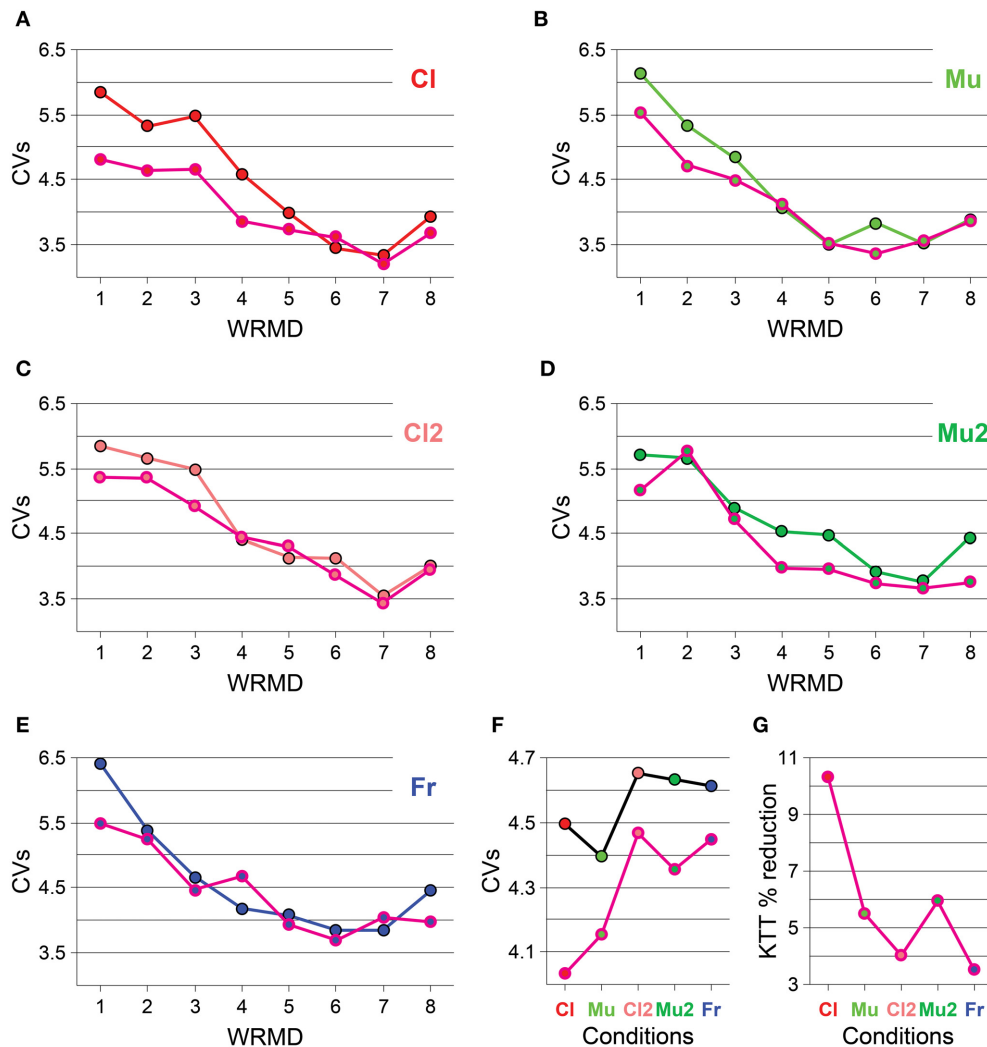 A
6.5
5.5
4.5
3.5
CVs
Cl
1 2 3 4 5 6 7 8
WRMD
B
6.5
5.5
4.5
3.5
CVs
Mu
1 2 3 4 5 6 7 8
WRMD
C
6.5
5.5
4.5
3.5
CVs
Cl2
1 2 3 4 5 6 7 8
WRMD
D
6.5
5.5
4.5
3.5
CVs
Mu2
1 2 3 4 5 6 7 8
WRMD
E
6.5
5.5
4.5
3.5
CVs
Fr
1 2 3 4 5 6 7 8
WRMD
F
4.7
4.5
4.3
4.1
CVs
Cl Mu Cl2 Mu2 Fr
Conditions
G
11
9
7
5
3
KTT % reduction
Cl Mu Cl2 Mu2 Fr
Conditions